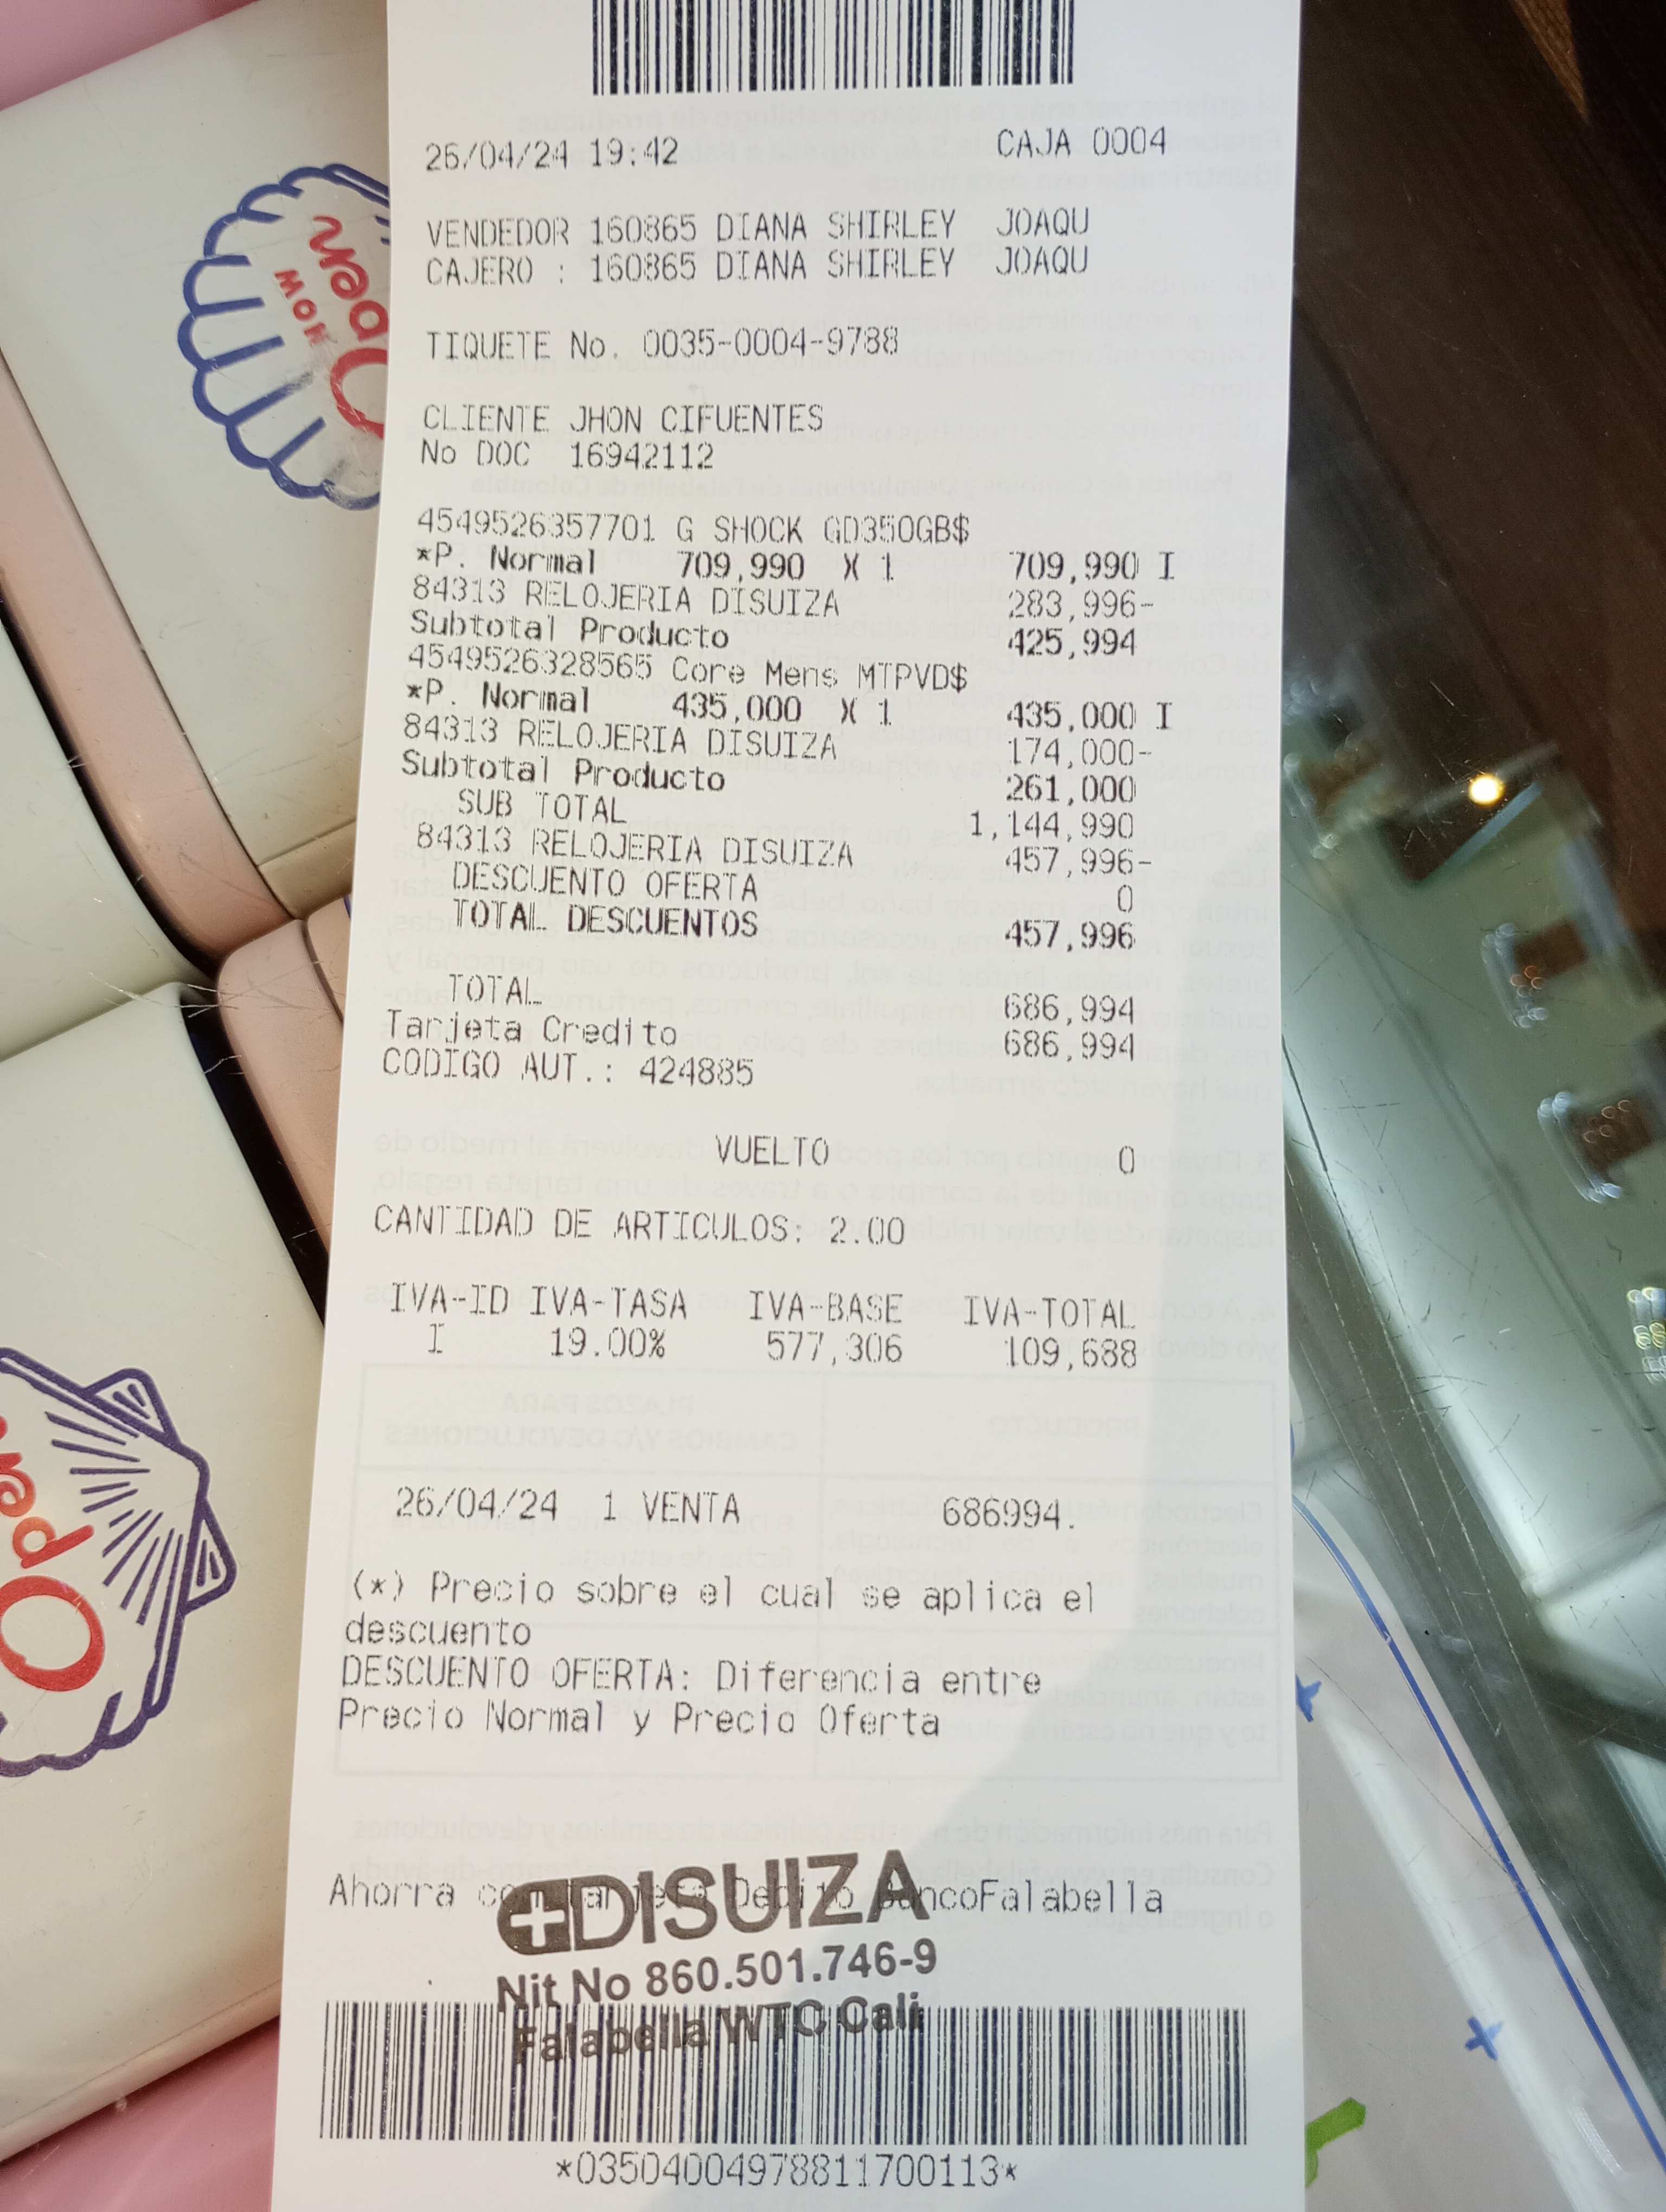 26/04/24 19:42 CAJA 0004
VENDEDOR 160865 DIANA SHIRLEY JOAQU
CAJERO : 160865 DIANA SHIRLEY JOAQU
TIQUETE No. 0035-0004-9788
CLIENTE JHON CIFUENTES
No DOC 16942112
4549526357701 G SHOCK GD350GB$
*P. Normal 709,990 X 1 709,990 I
84313 RELOJERIA DISUIZA 283,996-
Subtotal Producto 425,994
4549526328565 Core Mens MTPVD$
*P. Normal 435,000 X 1 435,000 I
84313 RELOJERIA DISUIZA 174,000-
Subtotal Producto 261,000
SUB TOTAL 1,144,990
84313 RELOJERIA DISUIZA 457,996-
DESCUENTO OFERTA 0
TOTAL DESCUENTOS 457,996
TOTAL 686,994
Tarjeta Credito 686,994
CODIGO AUT.: 424885
VUELTO 0
CANTIDAD DE ARTICULOS: 2.00
IVA-ID IVA-TASA IVA-BASE IVA-TOTAL
I 19.00% 577,306 109,688
26/04/24 1 VENTA 686994.
(*) Precio sobre el cual se aplica el
descuento
DESCUENTO OFERTA: Diferencia entre
Precio Normal y Precio Oferta
Ahorra con tarjeta Debito BancoFalabella
DISUIZA
Nit No 860.501.746-9
Falabella WTC Cali
*03504004978811700113*
Open
NOW